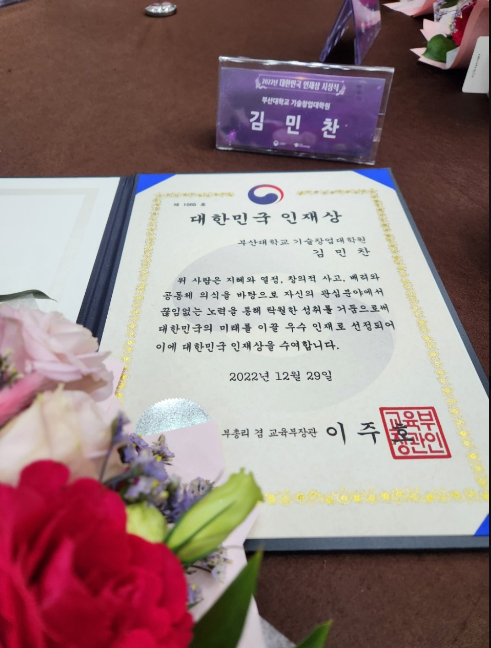 2022년 대한민국 인재상 시상식
부산대학교 기술창업대학원
김 민 찬
제 호
대한민국 인재상
부산대학교 기술창업대학원
김 민 찬
위 사람은 지혜와 열정, 창의적 사고, 배려와
공동체 의식을 바탕으로 자신의 관심분야에서
끊임없는 노력을 통해 탁월한 성취를 거둠으로써
대한민국의 미래를 이끌 우수 인재로 선정되어
이에 대한민국 인재상을 수여합니다.
2022년 12월 29일
부총리 겸 교육부장관 이 주 호
교육부
장관인